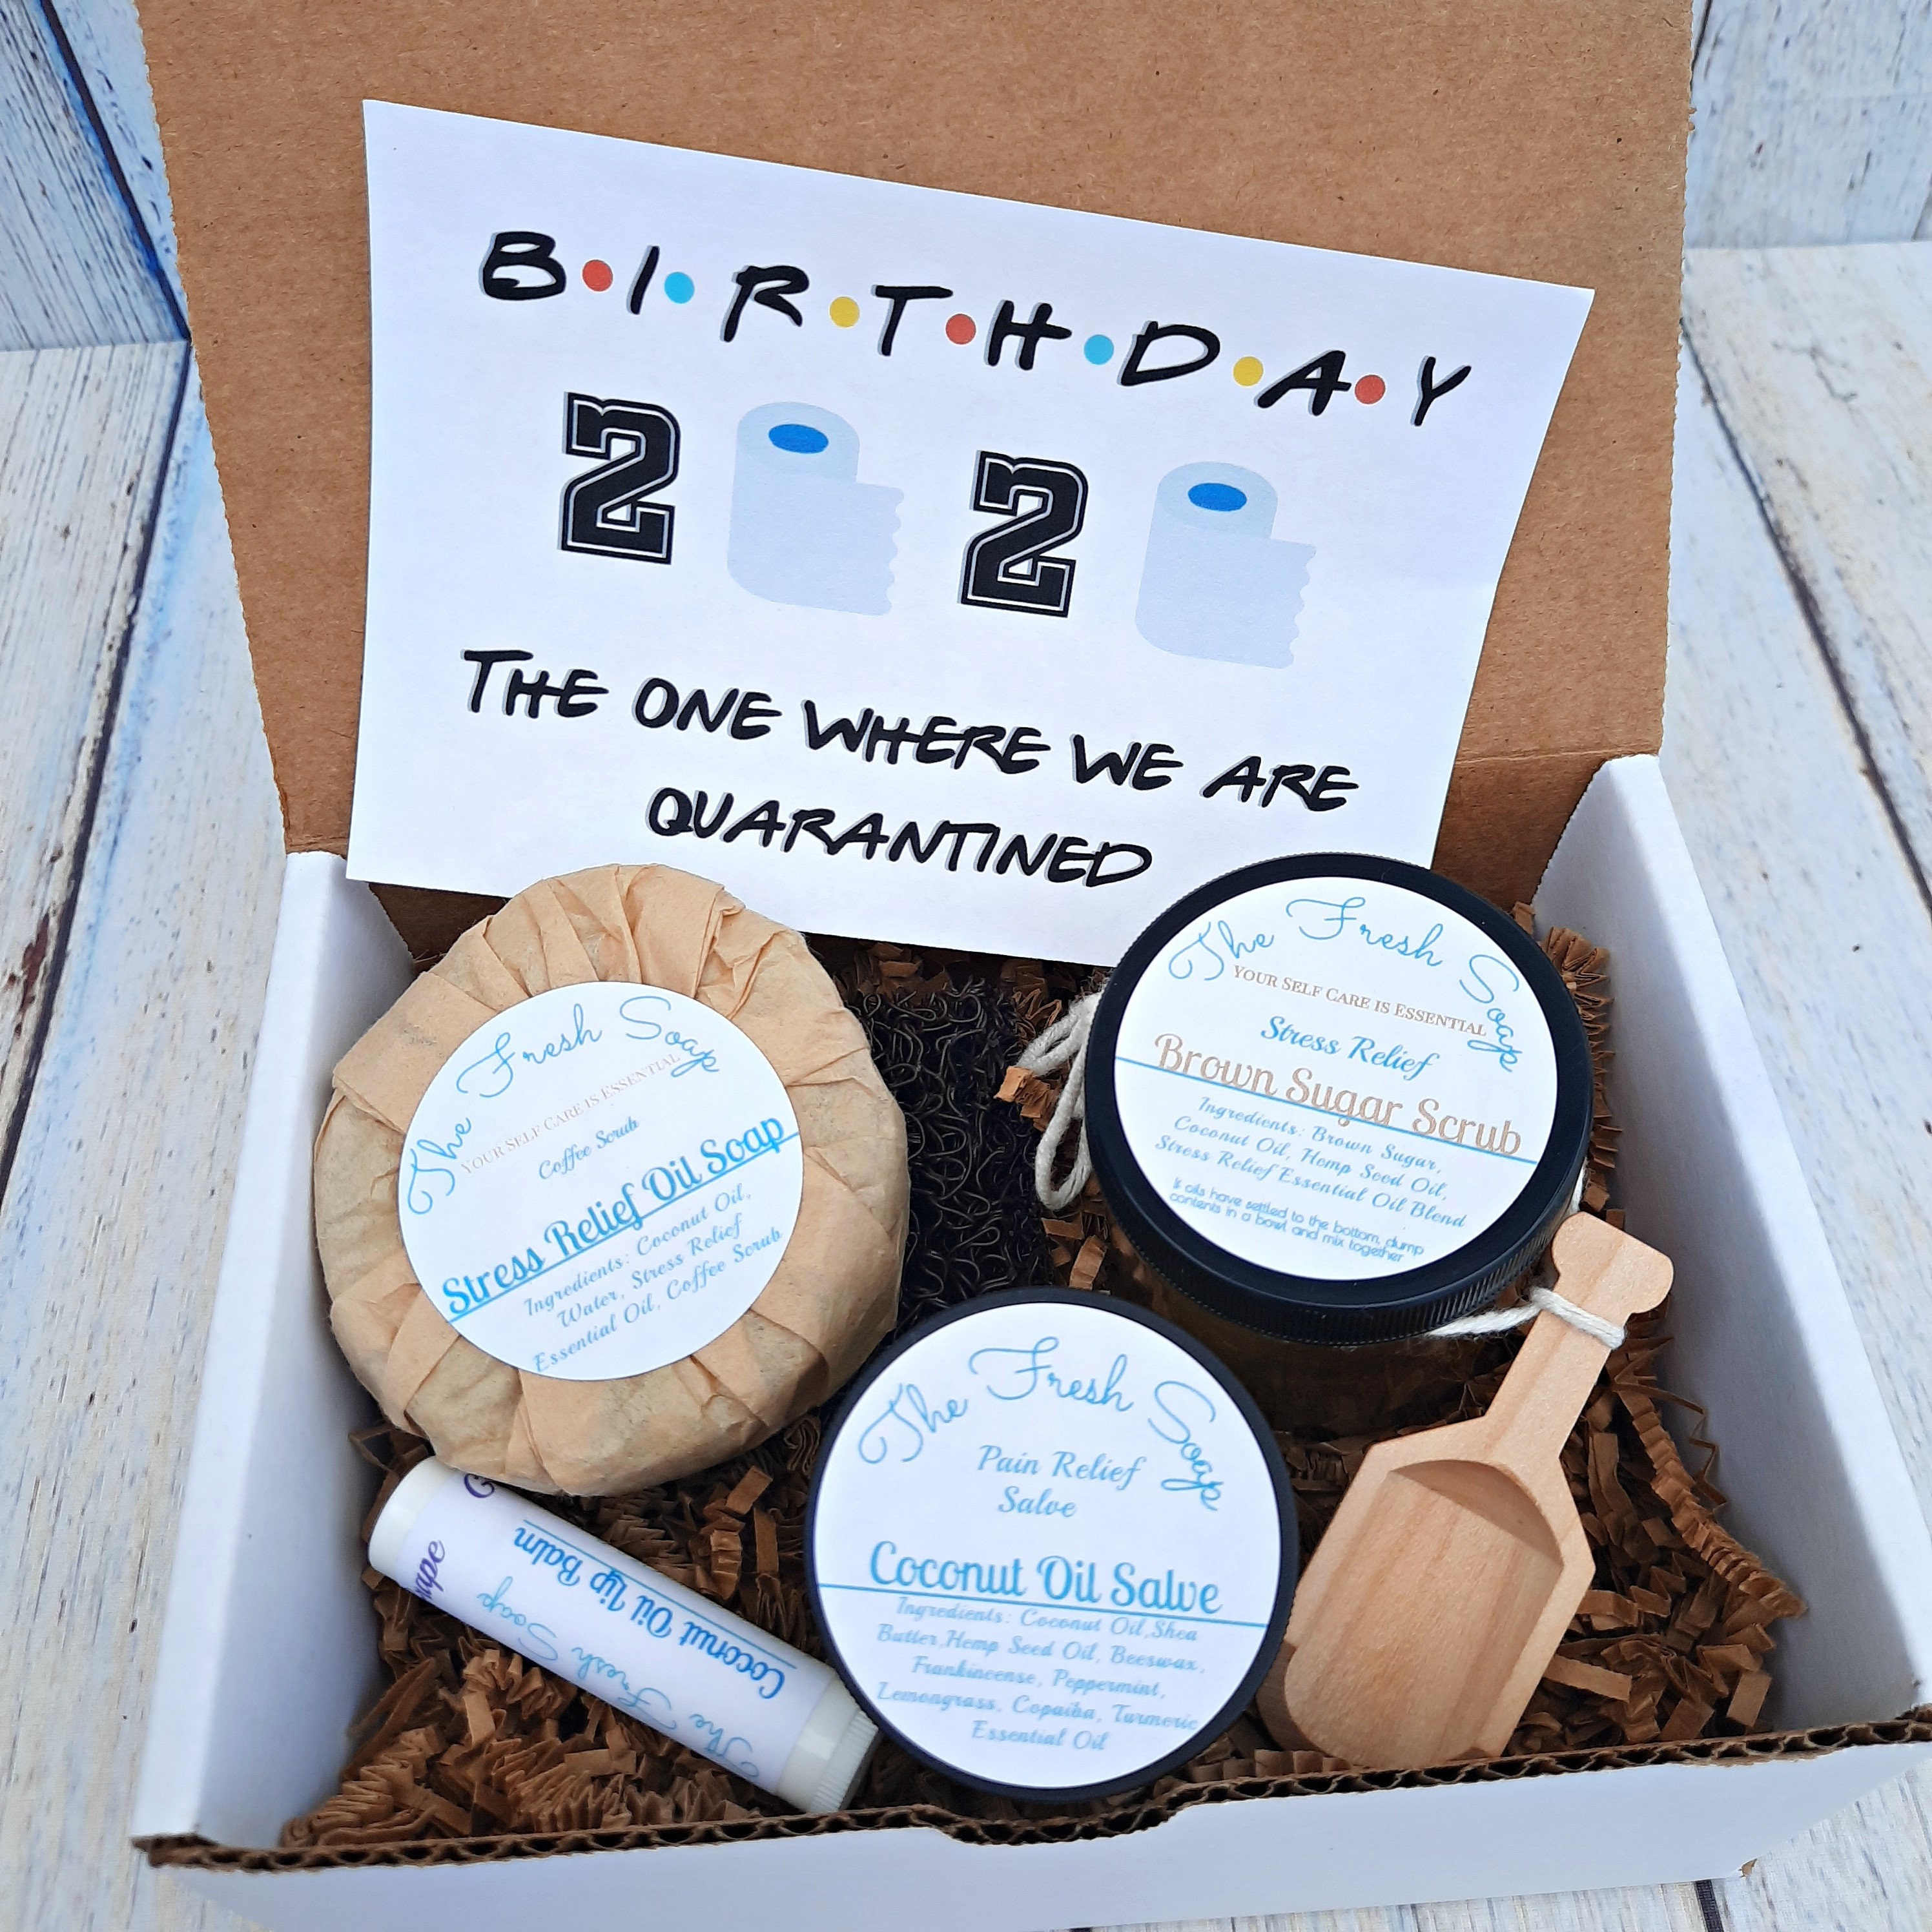 B•I•R•T•H•D•A•Y
2 2
THE ONE WHERE WE ARE
QUARANTINED
The Fresh Soap
YOUR SELF CARE IS ESSENTIAL
Coffee Scrub
Stress Relief Oil Soap
Ingredients: Coconut Oil,
Water, Stress Relief
Essential Oil, Coffee Scrub
The Fresh Soap
YOUR SELF CARE IS ESSENTIAL
Stress Relief
Brown Sugar Scrub
Ingredients: Brown Sugar,
Coconut Oil, Hemp Seed Oil,
Stress Relief Essential Oil Blend
If oils have settled to the bottom, dump
contents in a bowl and mix together
The Fresh Soap
Pain Relief
Salve
Coconut Oil Salve
Ingredients: Coconut Oil,Shea
Butter,Hemp Seed Oil, Beeswax,
Frankincense, Peppermint,
Lemongrass, Copaiba, Turmeric
Essential Oil
The Fresh Soap
Coconut Oil Lip Balm